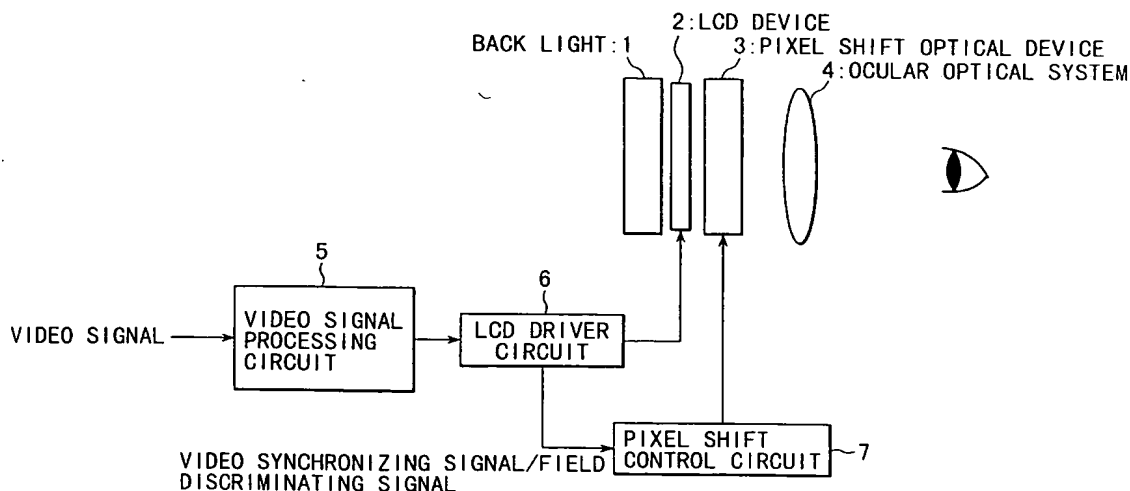 2:LCD DEVICE
BACK LIGHT:1
3:PIXEL SHIFT OPTICAL DEVICE
4:OCULAR OPTICAL SYSTEM
5
6
VIDEO SIGNAL
VIDEO SIGNAL
PROCESSING
CIRCUIT
LCD DRIVER
CIRCUIT
PIXEL SHIFT
CONTROL CIRCUIT
7
VIDEO SYNCHRONIZING SIGNAL/FIELD
DISCRIMINATING SIGNAL